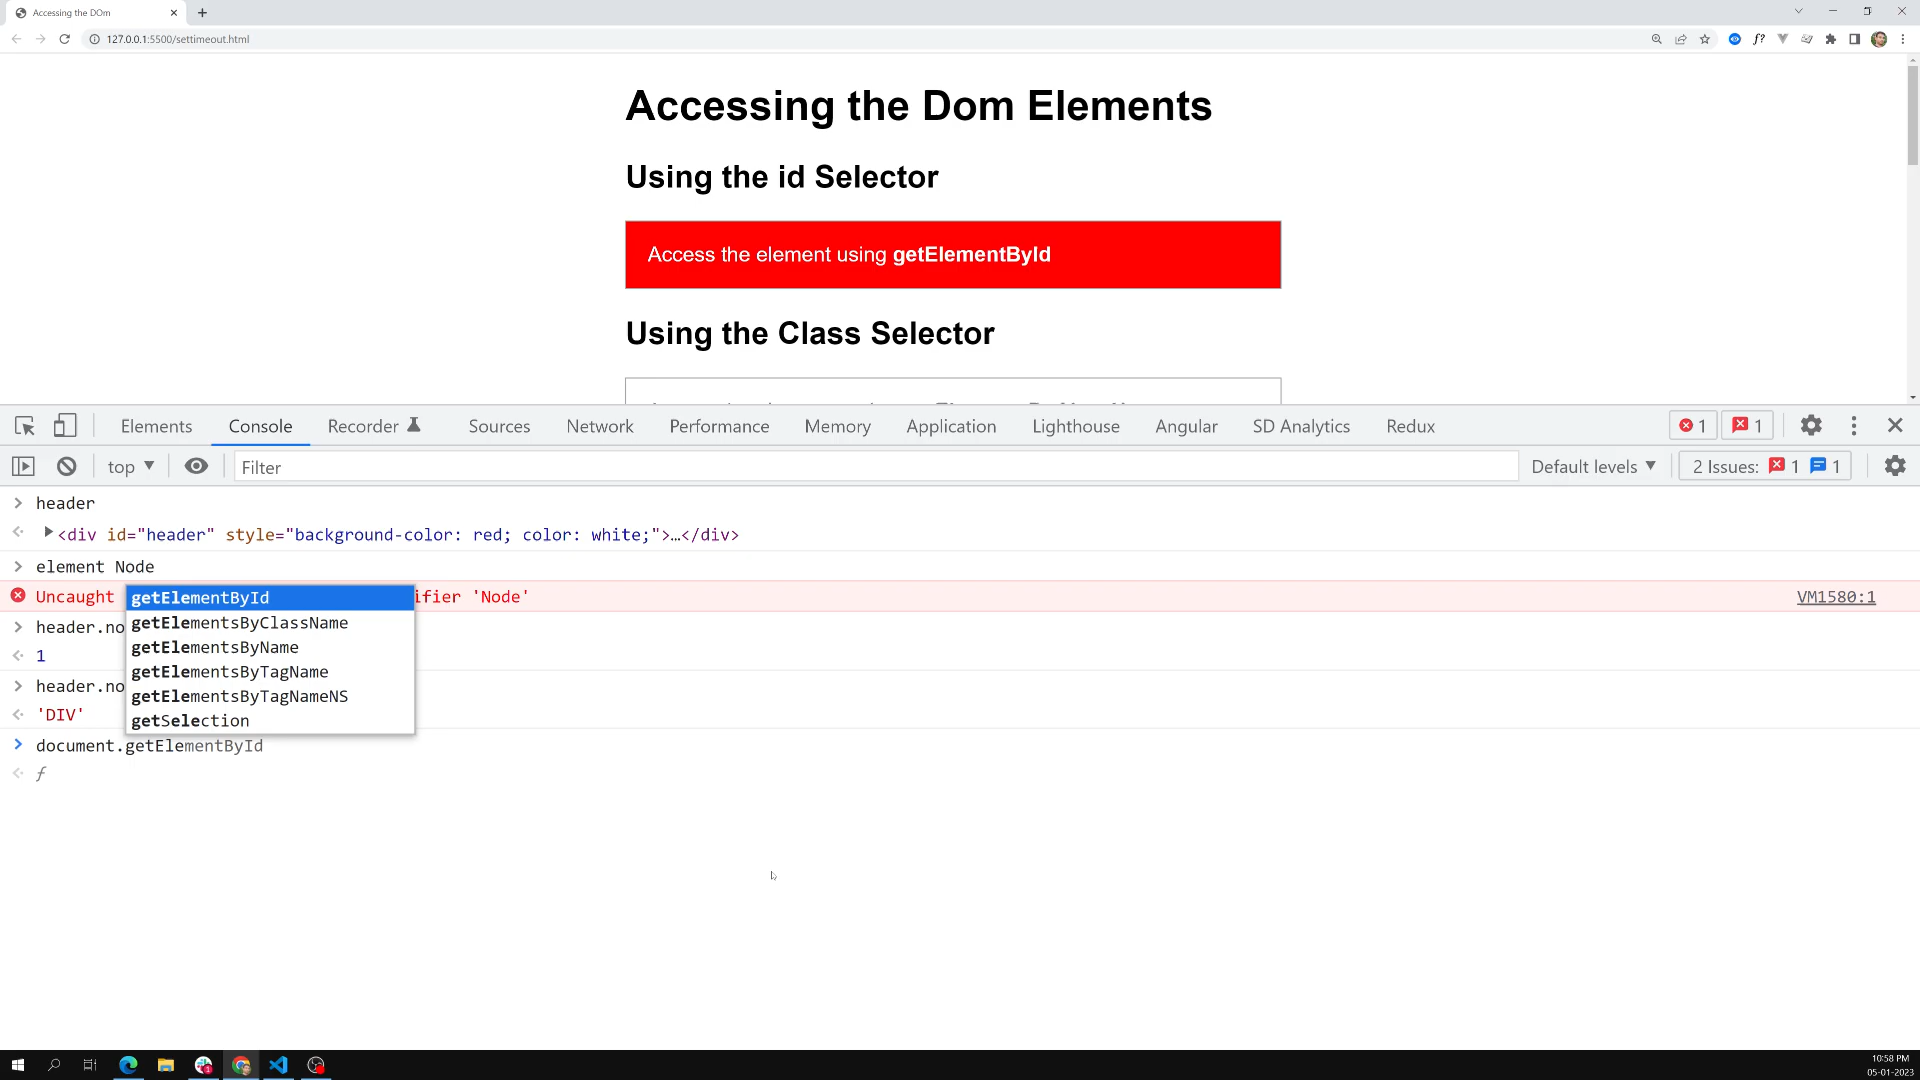 Accessing the DOm
127.0.0.1:5500/settimeout.html
f?
Accessing the Dom Elements
Using the id Selector
Access the element using getElementById
Using the Class Selector
Elements Console Recorder Sources Network Performance Memory Application Lighthouse Angular SD Analytics Redux 1 1
top Filter Default levels 2 Issues: 1 1
header
<div id="header" style="background-color: red; color: white;">…</div>
element Node
Uncaught ifier 'Node' VM1580:1
getElementById
getElementsByClassName
header.no
getElementsByName
1
getElementsByTagName
header.no
getElementsByTagNameNS
'DIV'
getSelection
document.getElementById
f
10:58 PM
05-01-2023